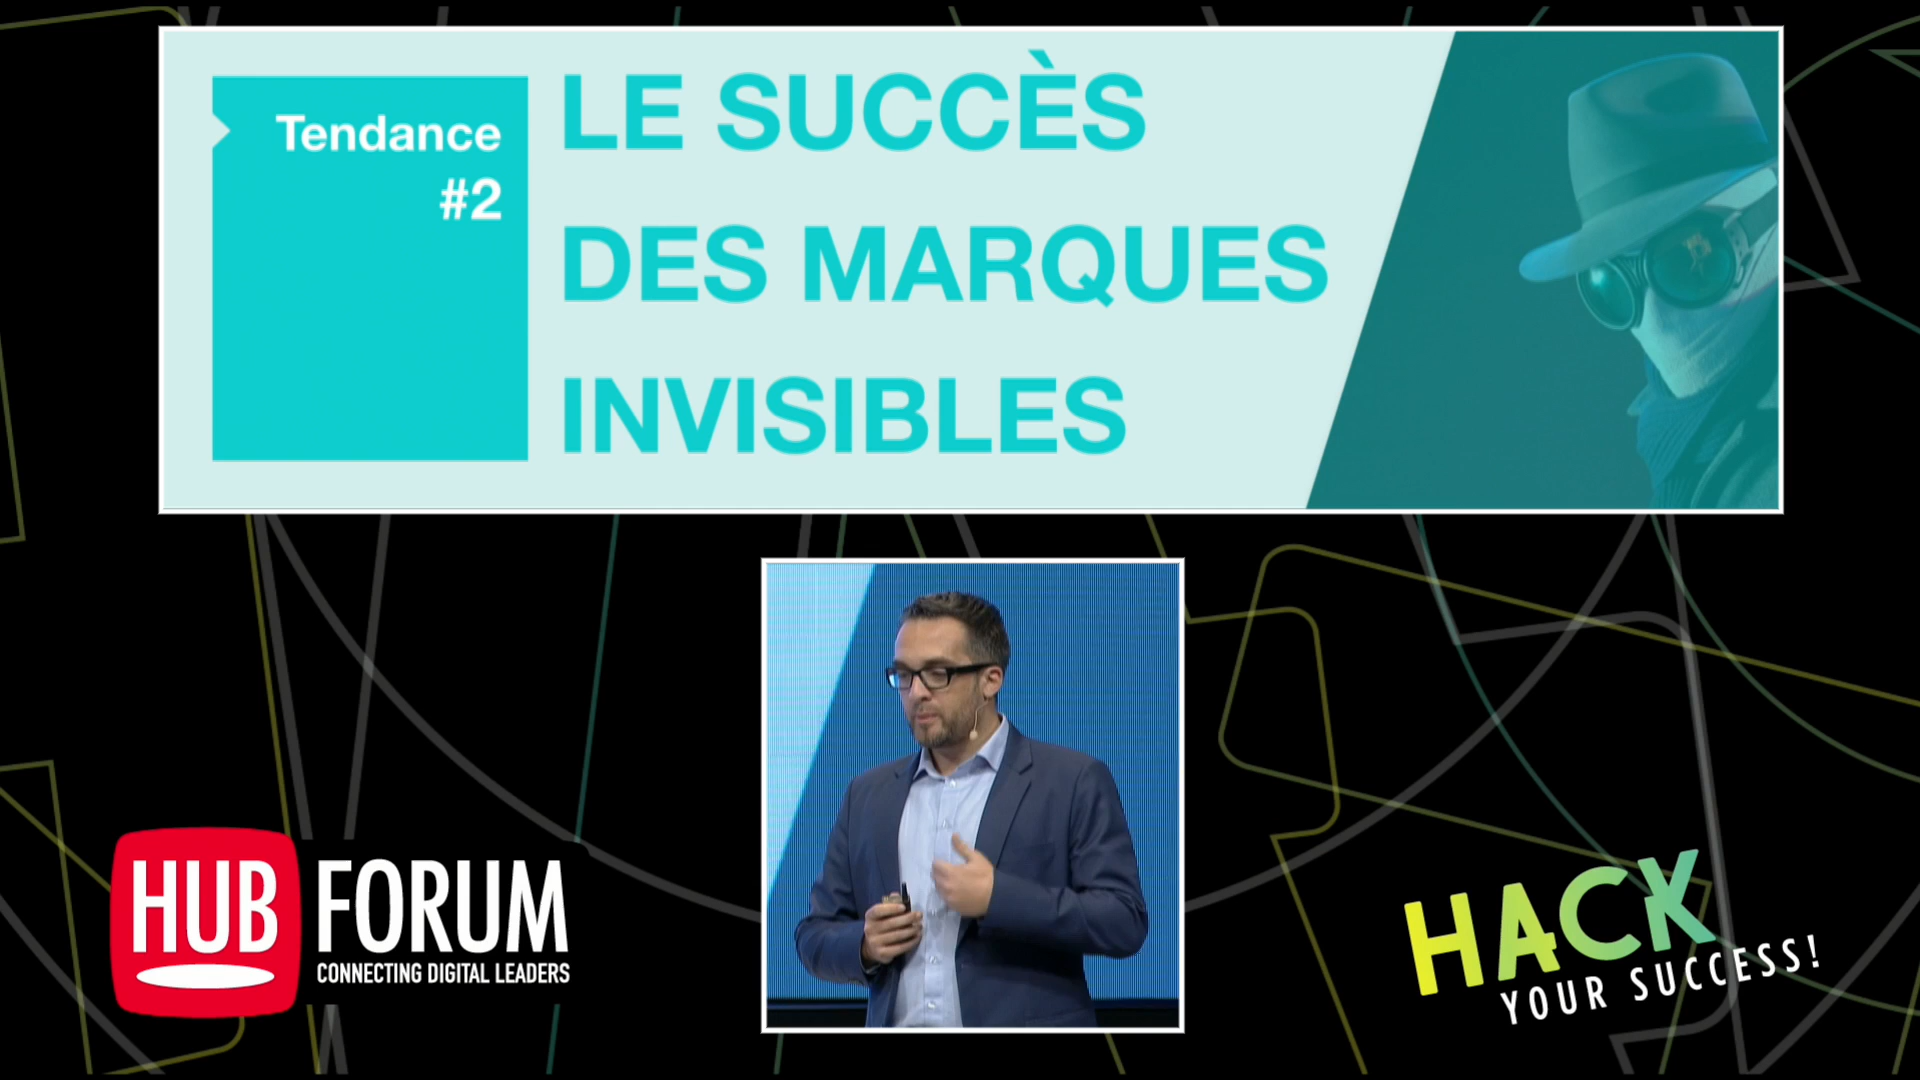 Tendance
#2
LE SUCCÈS
DES MARQUES
INVISIBLES
HUB FORUM
CONNECTING DIGITAL LEADERS
HACK
YOUR SUCCESS!